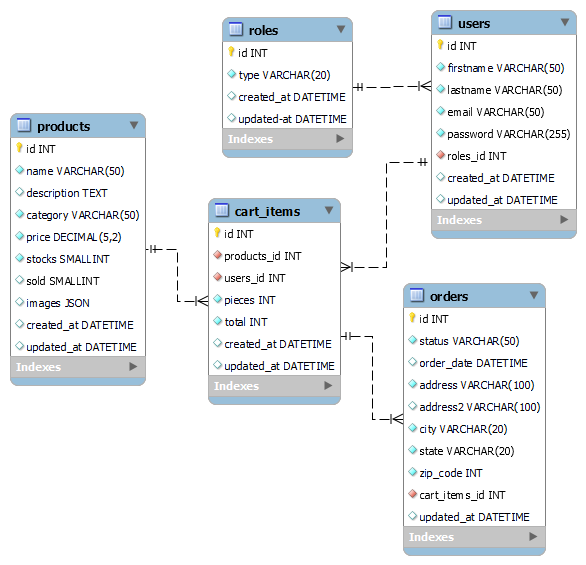 roles
id INT
type VARCHAR(20)
created_at DATETIME
updated-at DATETIME
Indexes
users
id INT
firstname VARCHAR(50)
lastname VARCHAR(50)
email VARCHAR(50)
password VARCHAR(255)
roles_id INT
created_at DATETIME
updated_at DATETIME
Indexes
products
id INT
name VARCHAR(50)
description TEXT
category VARCHAR(50)
price DECIMAL(5,2)
stocks SMALLINT
sold SMALLINT
images JSON
created_at DATETIME
updated_at DATETIME
Indexes
cart_items
id INT
products_id INT
users_id INT
pieces INT
total INT
created_at DATETIME
updated_at DATETIME
Indexes
orders
id INT
status VARCHAR(50)
order_date DATETIME
address VARCHAR(100)
address2 VARCHAR(100)
city VARCHAR(20)
state VARCHAR(20)
zip_code INT
cart_items_id INT
updated_at DATETIME
Indexes